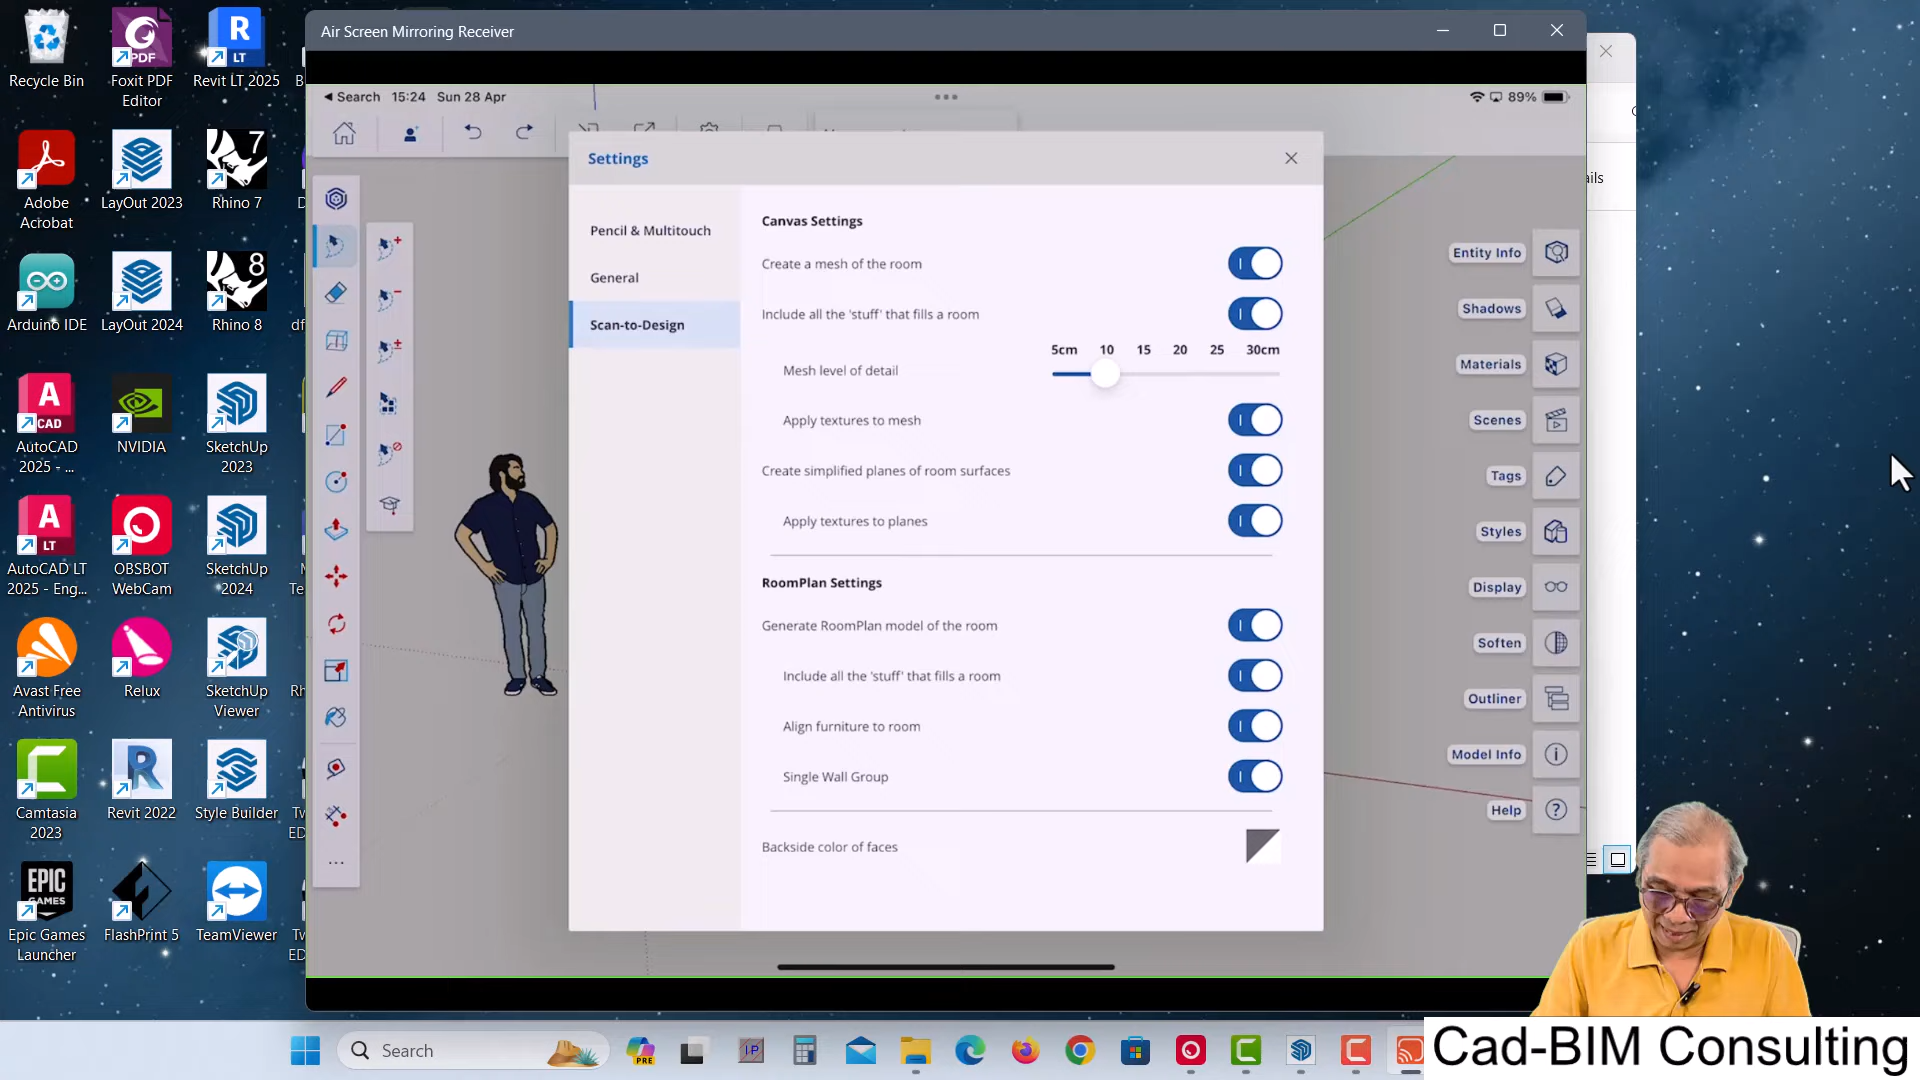 Air Screen Mirroring Receiver
Search 15:24 Sun 28 Apr
89%
Settings
Pencil & Multitouch
General
Scan-to-Design
Canvas Settings
Create a mesh of the room
Include all the 'stuff' that fills a room
5cm 10 15 20 25 30cm
Mesh level of detail
Apply textures to mesh
Create simplified planes of room surfaces
Apply textures to planes
RoomPlan Settings
Generate RoomPlan model of the room
Include all the 'stuff' that fills a room
Align furniture to room
Single Wall Group
Backside color of faces
Entity Info
Shadows
Materials
Scenes
Tags
Styles
Display
Soften
Outliner
Model Info
Help
ails
Recycle Bin
Foxit PDF
Editor
Revit LT 2025
Adobe
Acrobat
LayOut 2023
Rhino 7
Arduino IDE
LayOut 2024
Rhino 8
AutoCAD
2025 - ...
NVIDIA
SketchUp
2023
AutoCAD LT
2025 - Eng...
OBSBOT
WebCam
SketchUp
2024
Avast Free
Antivirus
Relux
SketchUp
Viewer
Camtasia
2023
Revit 2022
Style Builder
Epic Games
Launcher
FlashPrint 5
TeamViewer
Search
Cad-BIM Consulting